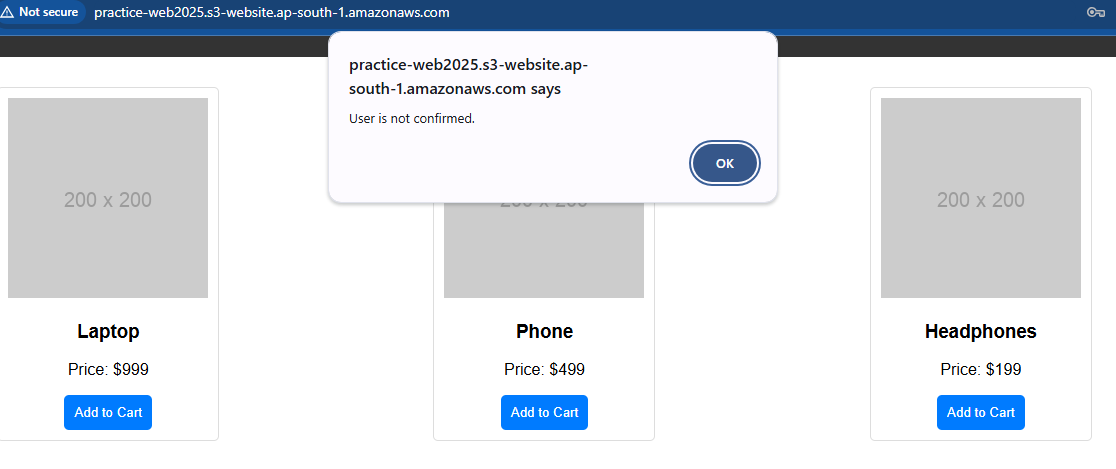 Not secure practice-web2025.s3-website.ap-south-1.amazonaws.com
practice-web2025.s3-website.ap-
south-1.amazonaws.com says
User is not confirmed.
OK
200 x 200
200 x 200
200 x 200
Laptop
Phone
Headphones
Price: $999
Price: $499
Price: $199
Add to Cart
Add to Cart
Add to Cart